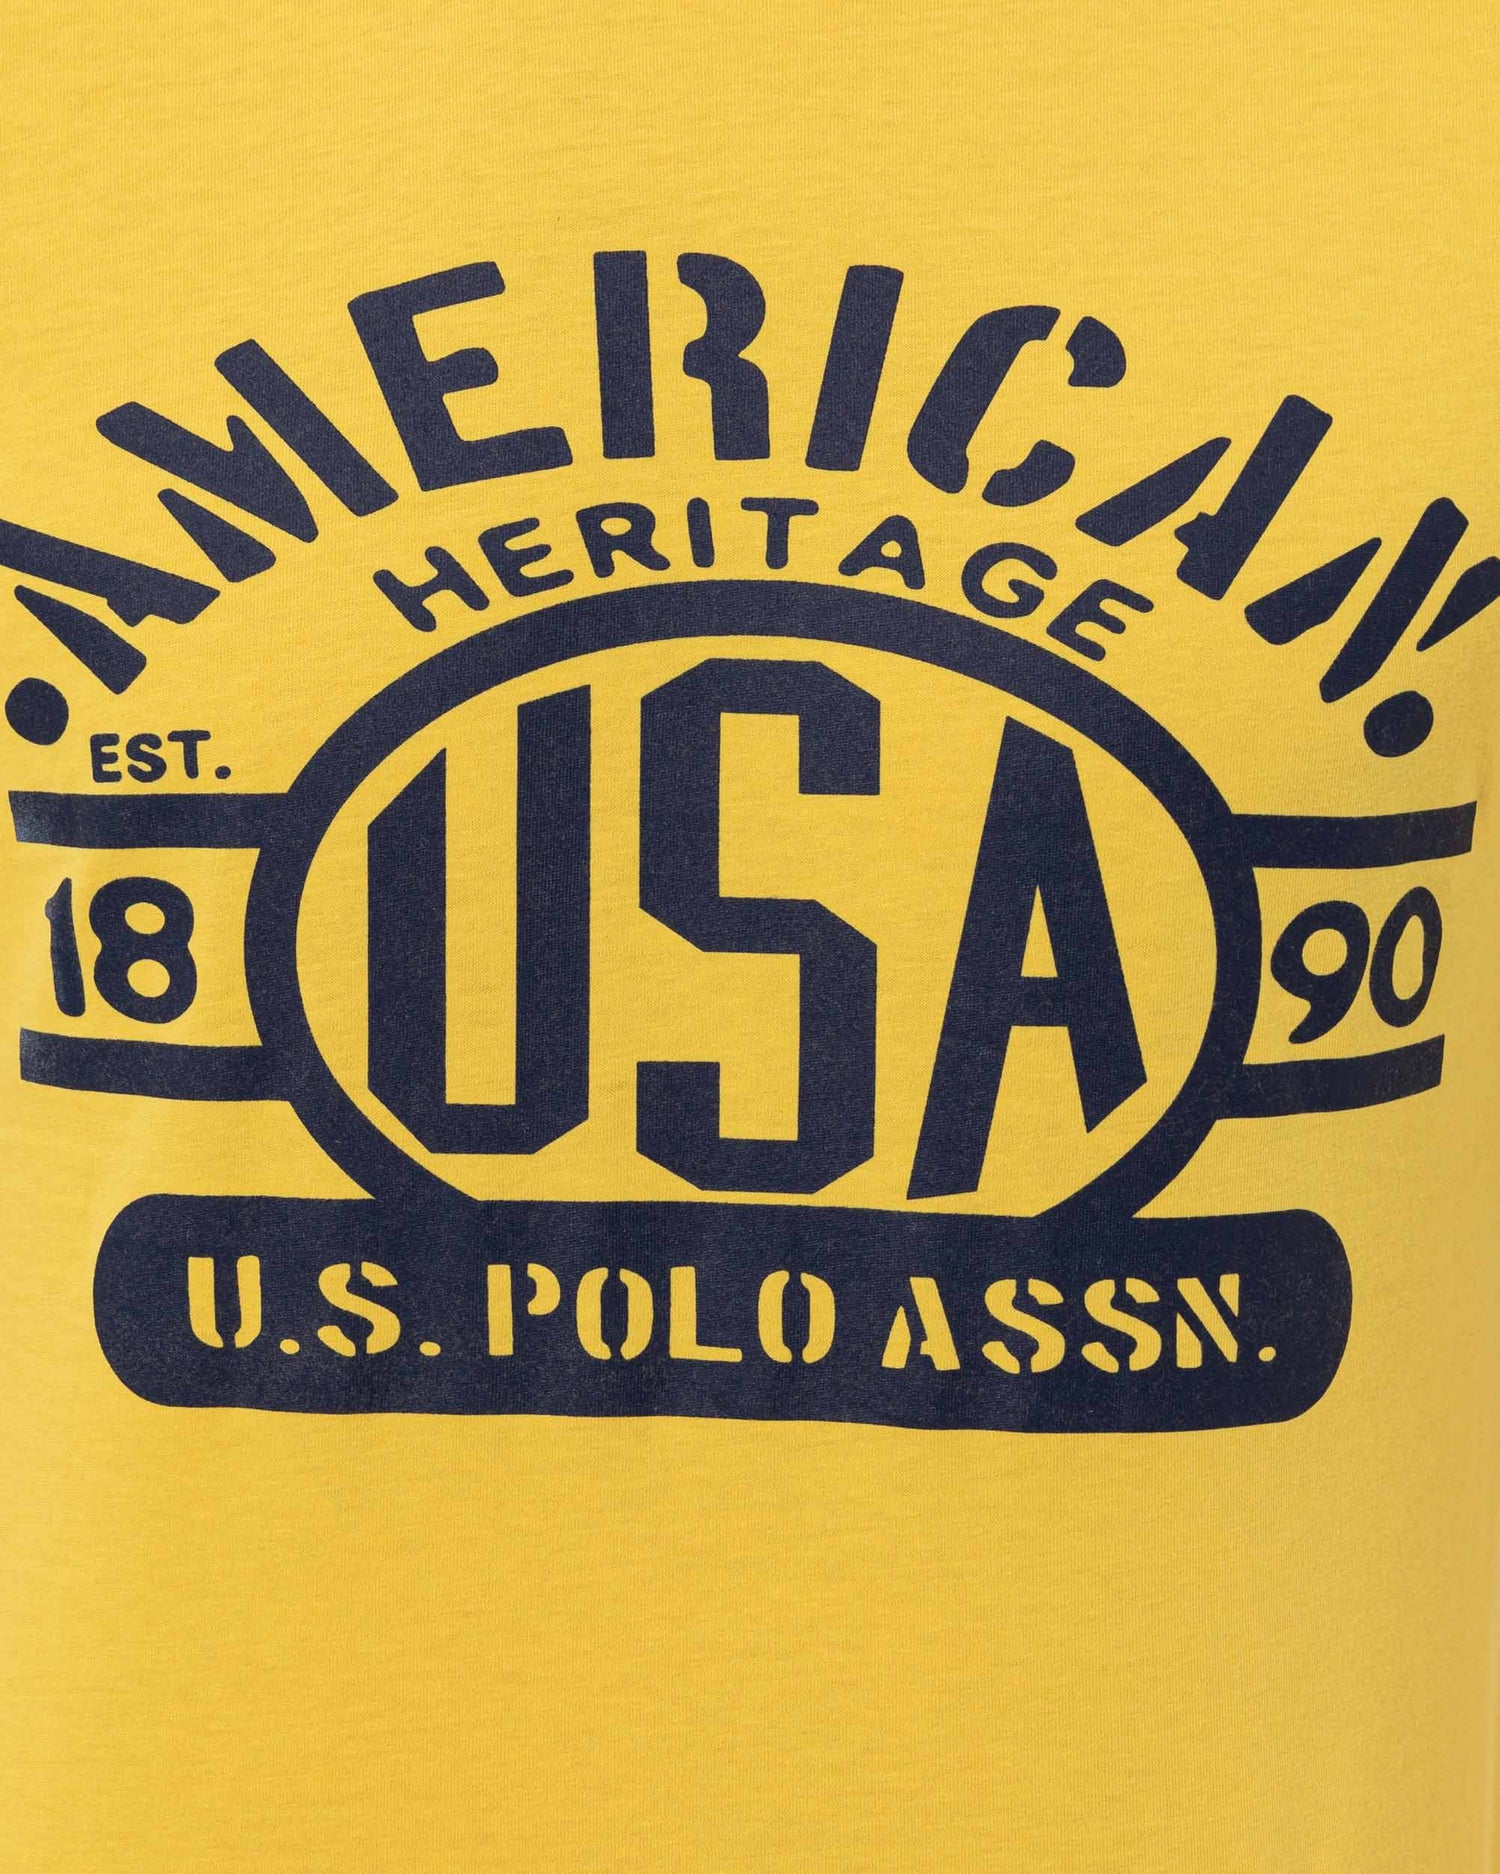 ·AMERICAN·
HERITAGE
EST.
USA
18 90
U.S. POLO ASSN.